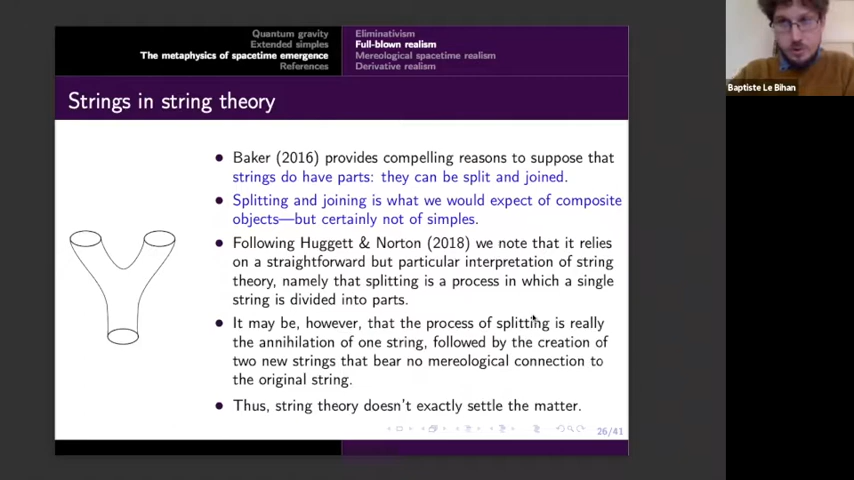 Quantum gravity
Extended simples
The metaphysics of spacetime emergence
References
Eliminativism
Full-blown realism
Mereological spacetime realism
Derivative realism
Strings in string theory
Baker (2016) provides compelling reasons to suppose that
strings do have parts: they can be split and joined.
Splitting and joining is what we would expect of composite
objects—but certainly not of simples.
Following Huggett & Norton (2018) we note that it relies
on a straightforward but particular interpretation of string
theory, namely that splitting is a process in which a single
string is divided into parts.
It may be, however, that the process of splitting is really
the annihilation of one string, followed by the creation of
two new strings that bear no mereological connection to
the original string.
Thus, string theory doesn't exactly settle the matter.
26/41
Baptiste Le Bihan